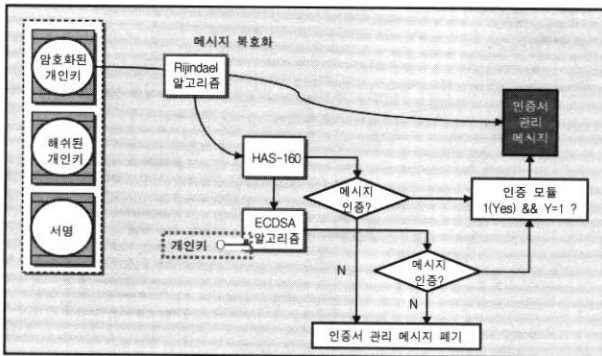 메시지 복호화
암호화된
개인키
Rijindael
알고리즘
인증서
관리
메시지
해쉬된
개인키
HAS-160
메시지
인증?
인증 모듈
1(Yes) && Y=1 ?
서명
ECDSA
알고리즘
개인키
메시지
인증?
N
N
인증서 관리 메시지 폐기